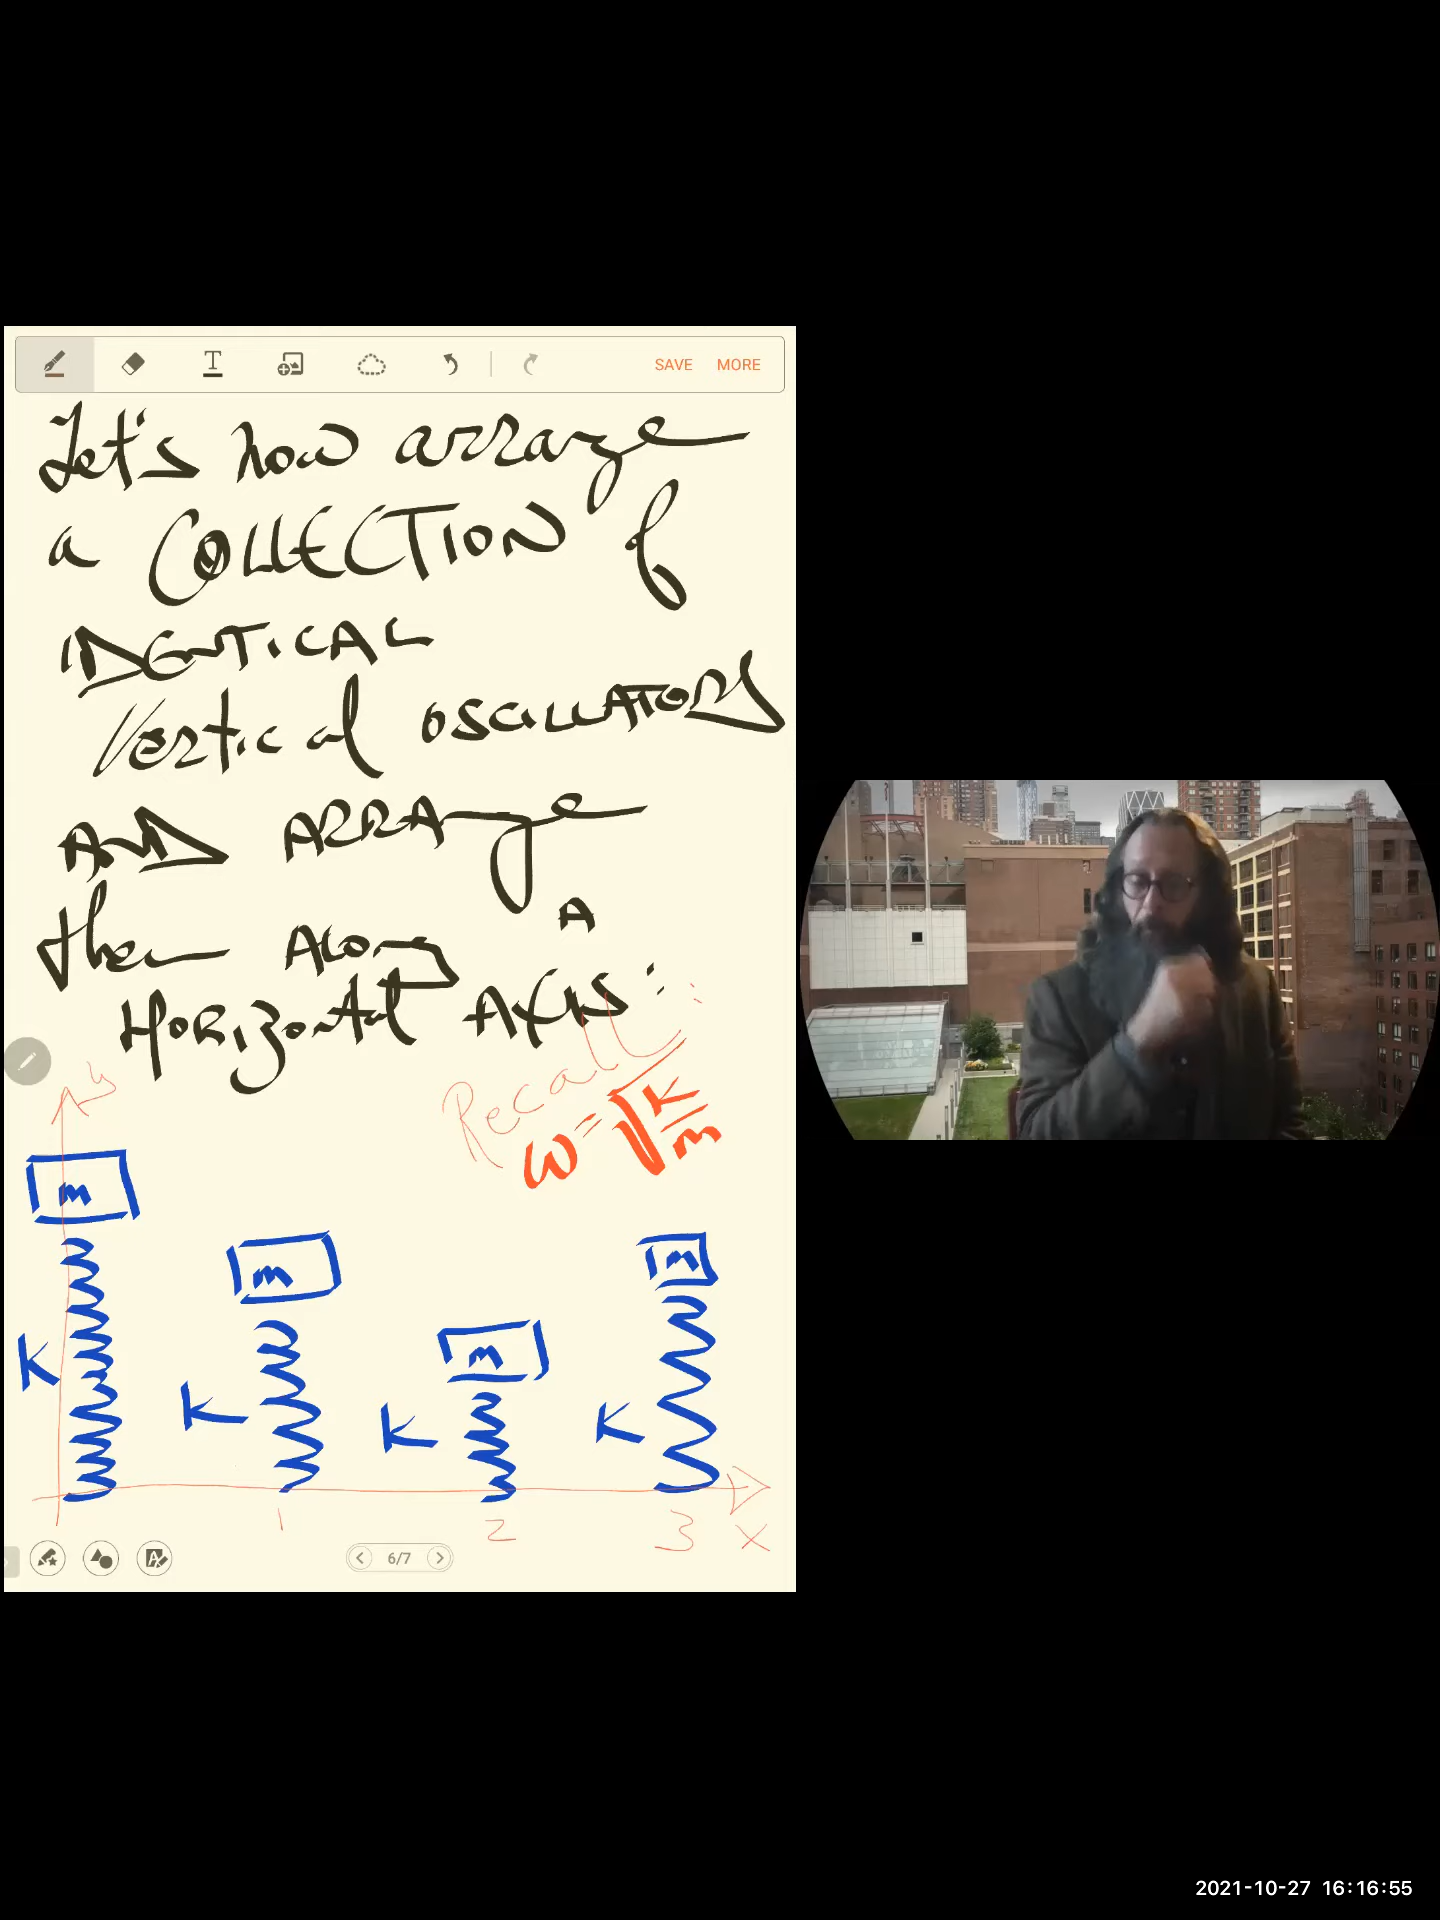 SAVE MORE
Let's now arrange
a COLLECTION of
IDENTICAL
Vertical OSCILLATORY
AND ARRANGE
them Along A
HORIZONTAL AXIS:
Recall:
ω=√K/m
y
m
m
m
m
K
K
K
K
1 2 3 x
6/7
2021-10-27 16:16:55